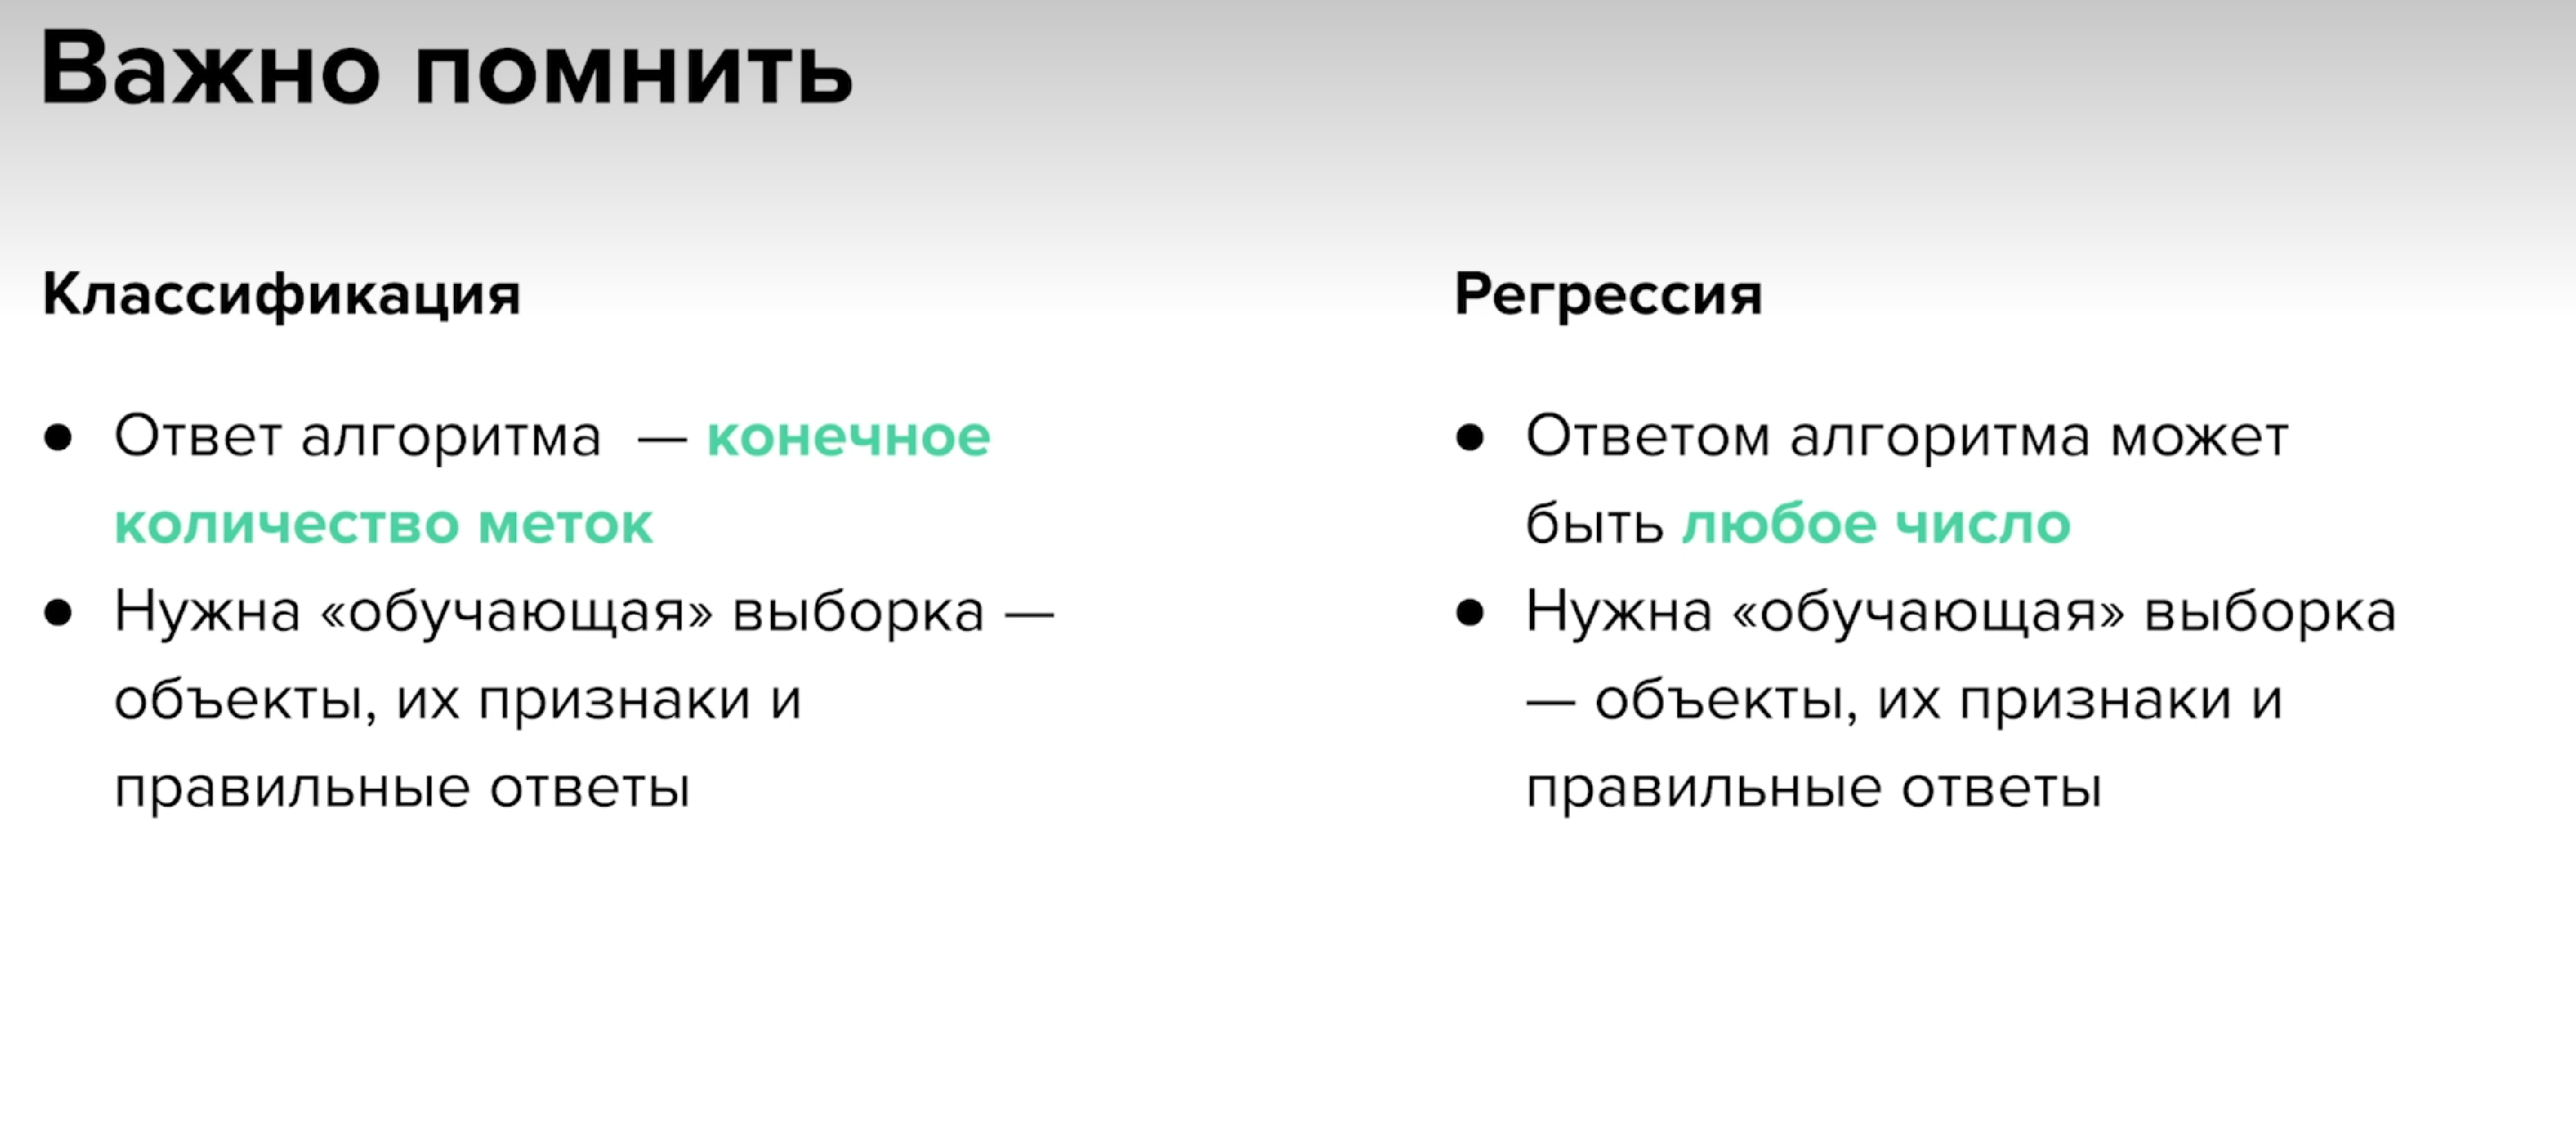 Важно помнить
Классификация
● Ответ алгоритма — конечное
количество меток
● Нужна «обучающая» выборка —
объекты, их признаки и
правильные ответы
Регрессия
● Ответом алгоритма может
быть любое число
● Нужна «обучающая» выборка
— объекты, их признаки и
правильные ответы